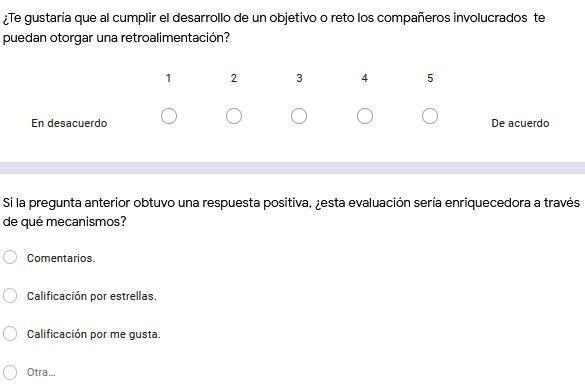 ¿Te gustaría que al cumplir el desarrollo de un objetivo o reto los compañeros involucrados te
puedan otorgar una retroalimentación?
1 2 3 4 5
En desacuerdo De acuerdo
Si la pregunta anterior obtuvo una respuesta positiva, ¿esta evaluación sería enriquecedora a través
de qué mecanismos?
Comentarios.
Calificación por estrellas.
Calificación por me gusta.
Otra...